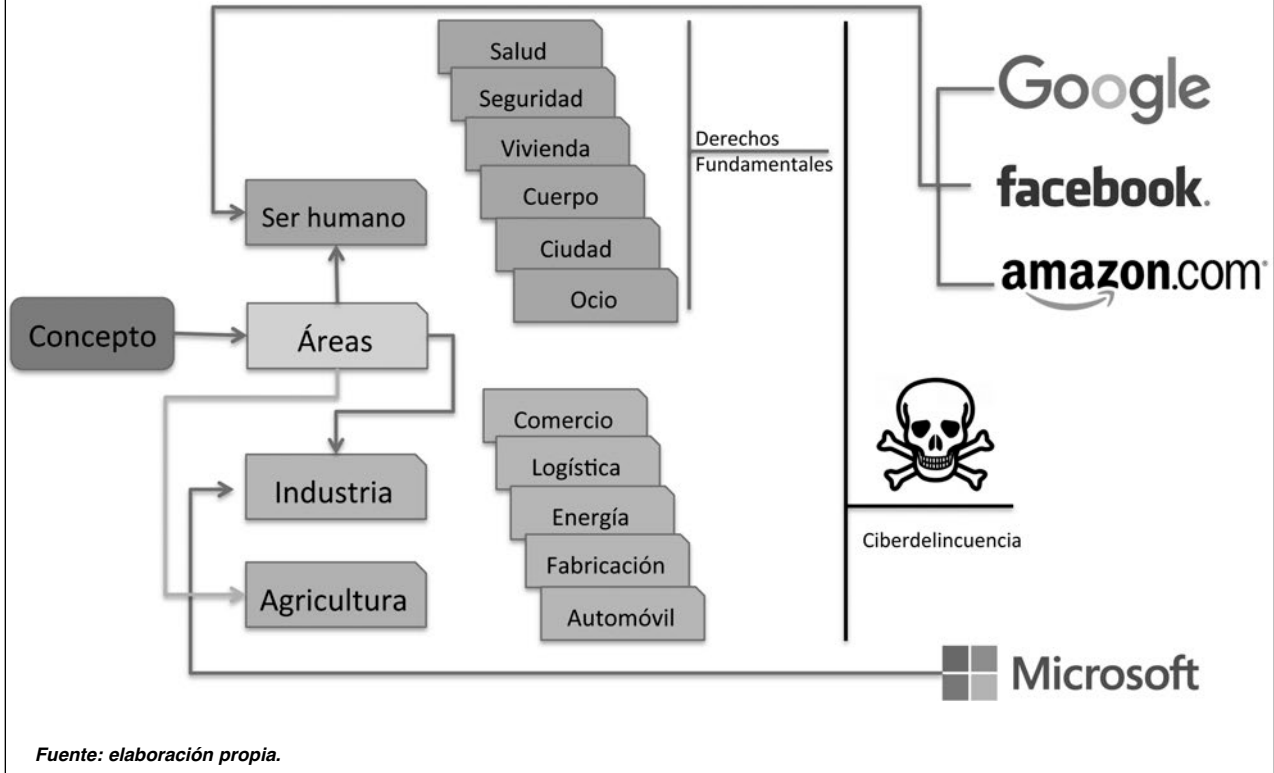 Salud
Seguridad
Vivienda
Cuerpo
Ciudad
Ocio
Derechos
Fundamentales
Google
facebook.
amazon.com
Ser humano
Concepto
Áreas
Industria
Agricultura
Comercio
Logística
Energía
Fabricación
Automóvil
Ciberdelincuencia
Microsoft
Fuente: elaboración propia.